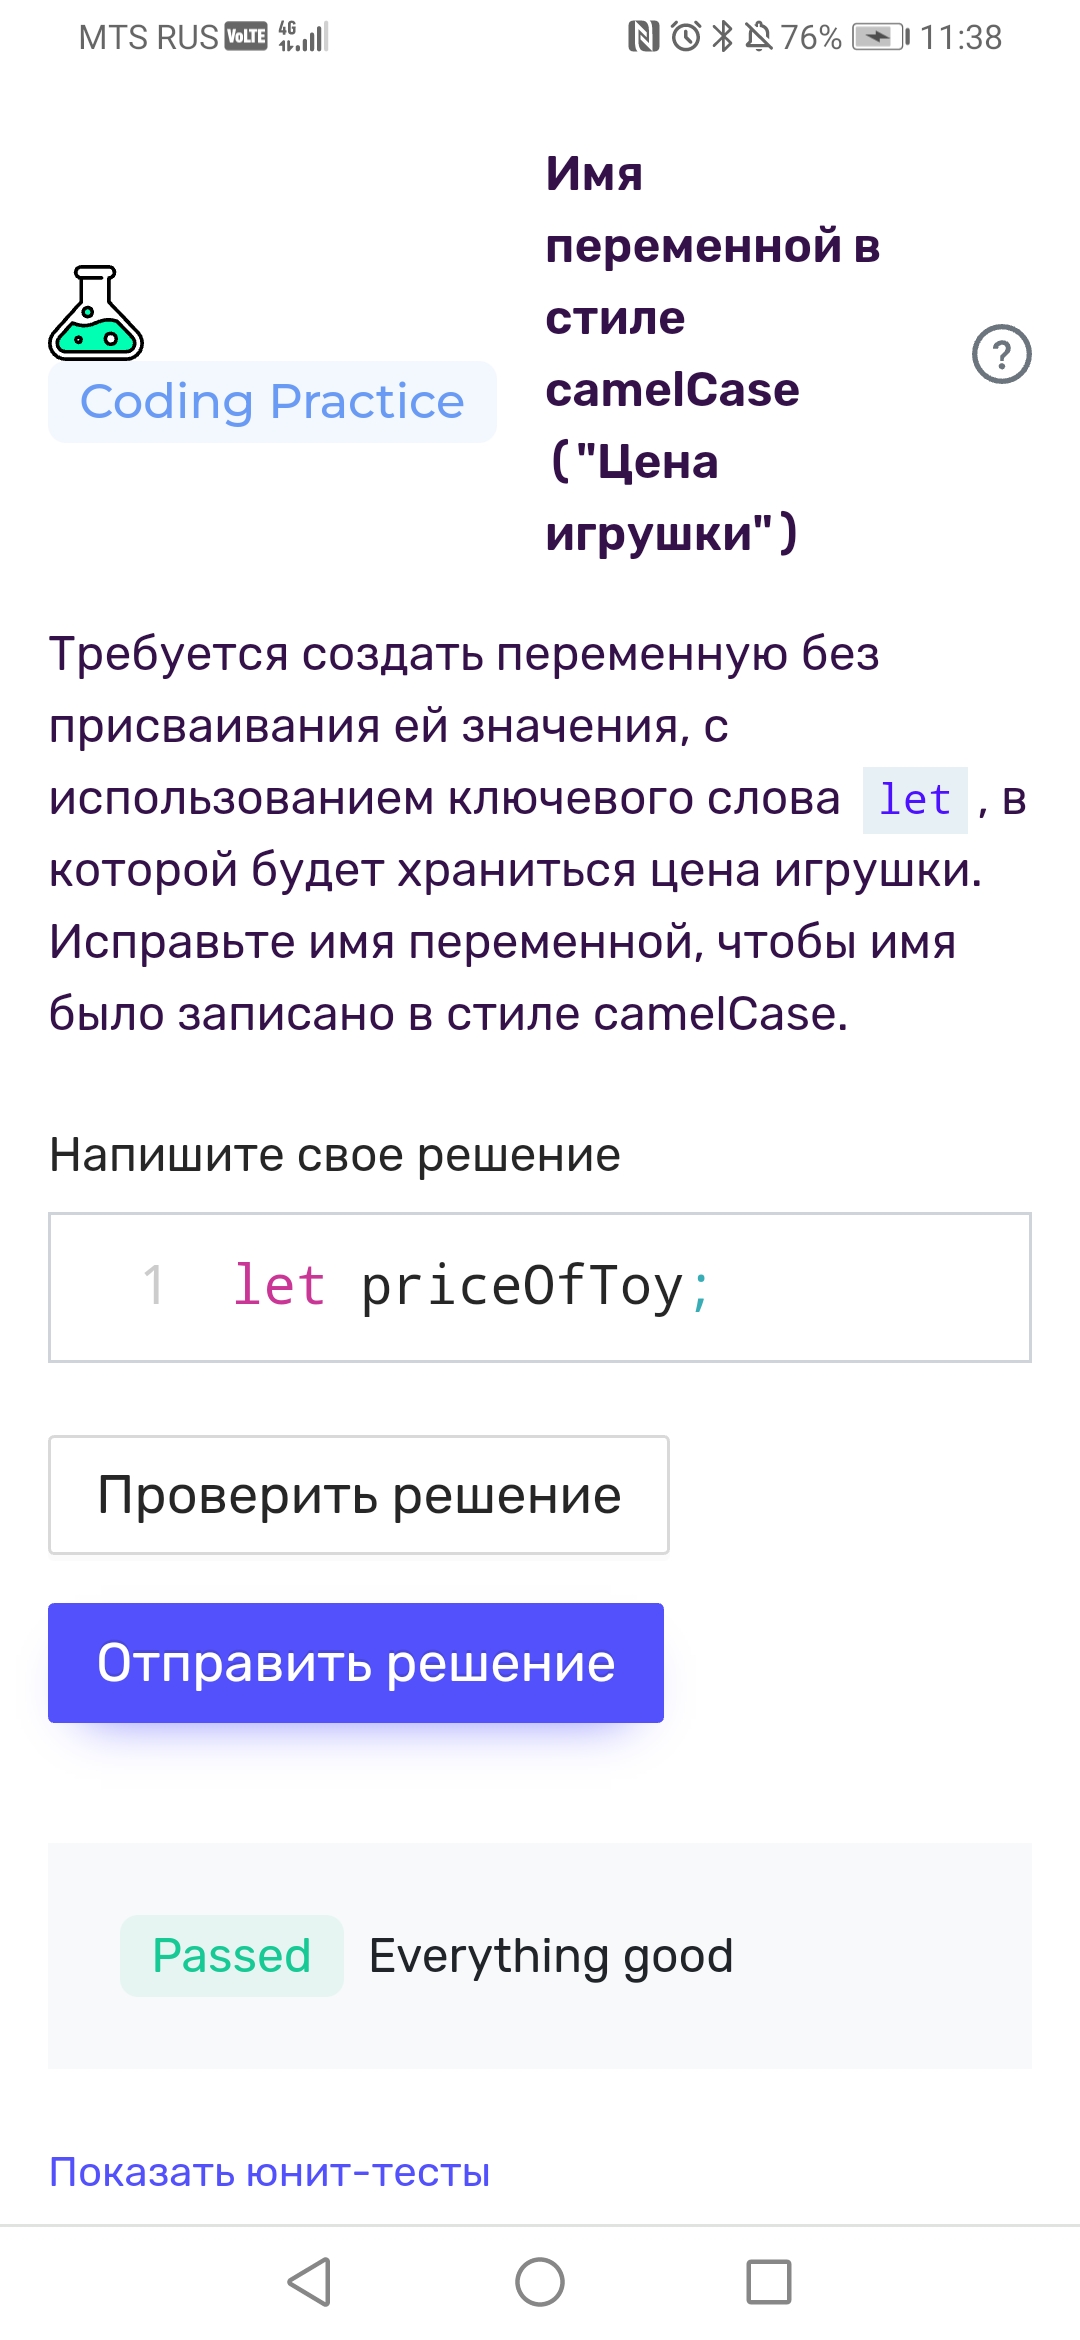 MTS RUS VoLTE 4G 76% 11:38
Coding Practice
Имя
переменной в
стиле
camelCase
("Цена
игрушки")
?
Требуется создать переменную без
присваивания ей значения, с
использованием ключевого слова let , в
которой будет храниться цена игрушки.
Исправьте имя переменной, чтобы имя
было записано в стиле camelCase.
Напишите свое решение
1 let priceOfToy;
Проверить решение
Отправить решение
Passed Everything good
Показать юнит-тесты